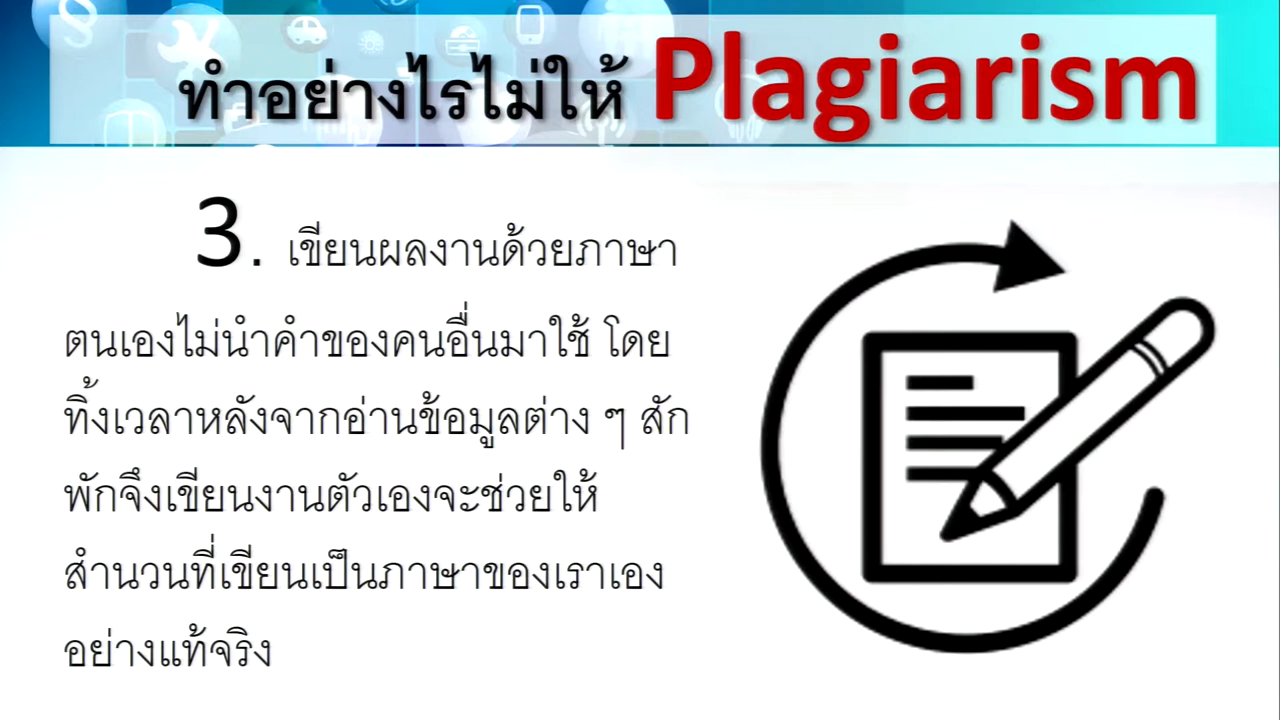 ทำอย่างไรไม่ให้ Plagiarism
3. เขียนผลงานด้วยภาษา
ตนเองไม่นำคำของคนอื่นมาใช้ โดย
ทิ้งเวลาหลังจากอ่านข้อมูลต่าง ๆ สัก
พักจึงเขียนงานตัวเองจะช่วยให้
สำนวนที่เขียนเป็นภาษาของเราเอง
อย่างแท้จริง